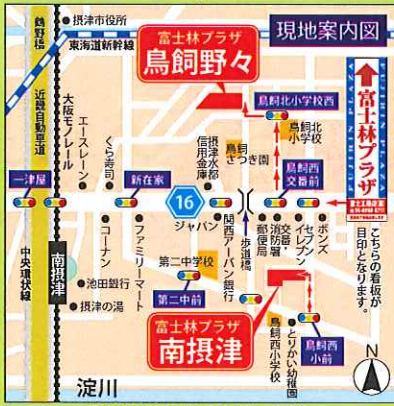 現地案内図
摂津市役所
東海道新幹線
鶴野橋
近畿自動車道
大阪モノレール
エースレーン
くら寿司
摂津水都
信用金庫
富士林プラザ
鳥飼野々
鳥飼北小学校西
鳥飼北
小学校
鳥飼
さつき園
鳥飼西
交番前
一津屋
新在家
16
ジャパン
関西アーバン銀行
歩道橋
郵便局
消防署
交番
セブン
イレブン
ボンズ
富士林プラザ
FUJIRIN PLAZA
FUJIRIN PLAZA
こちらの看板が
目印となります。
中央環状線
南摂津
コーナン
ファミリーマート
池田銀行
摂津の湯
第二中学校
第二中前
富士林プラザ
南摂津
鳥飼西小学校
とりかい幼稚園
鳥飼西
小前
淀川
N